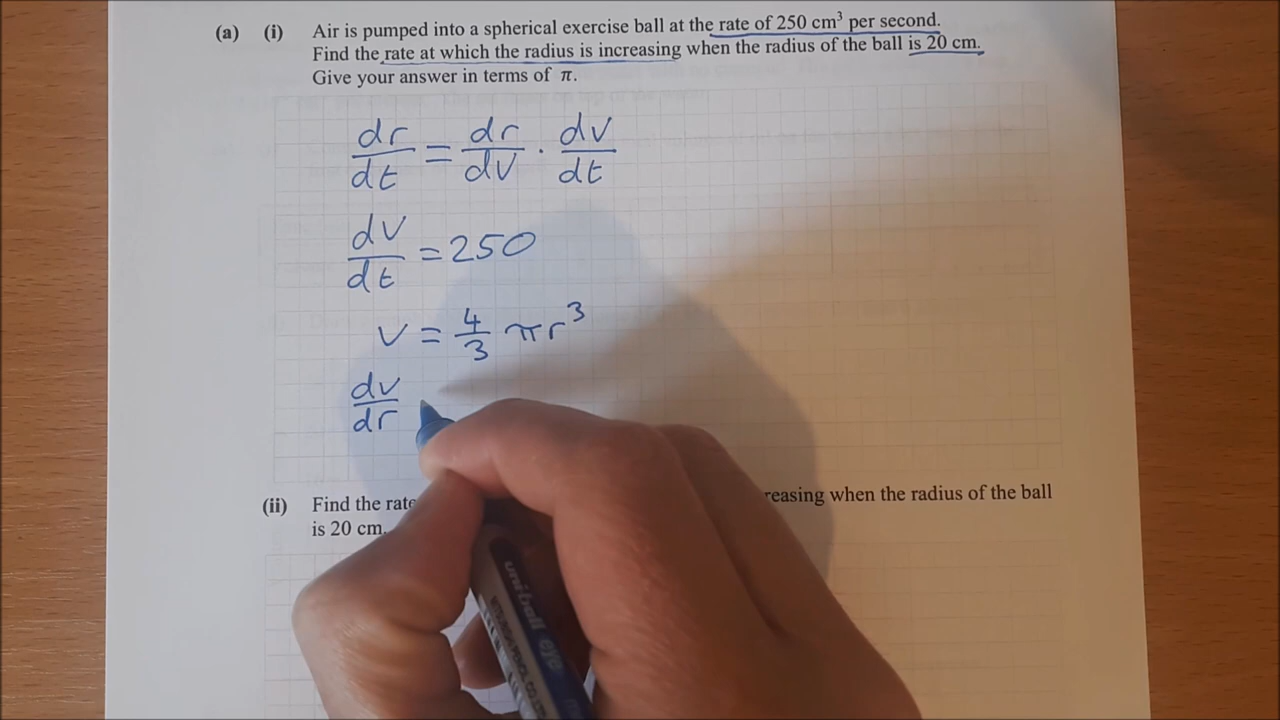 (a) (i) Air is pumped into a spherical exercise ball at the rate of 250 cm³ per second.
Find the rate at which the radius is increasing when the radius of the ball is 20 cm.
Give your answer in terms of π.
dr/dt = dr/dV · dV/dt
dV/dt = 250
V = 4/3 πr³
dV/dr
(ii) Find the rate reasing when the radius of the ball
is 20 cm.
uni-ball eye